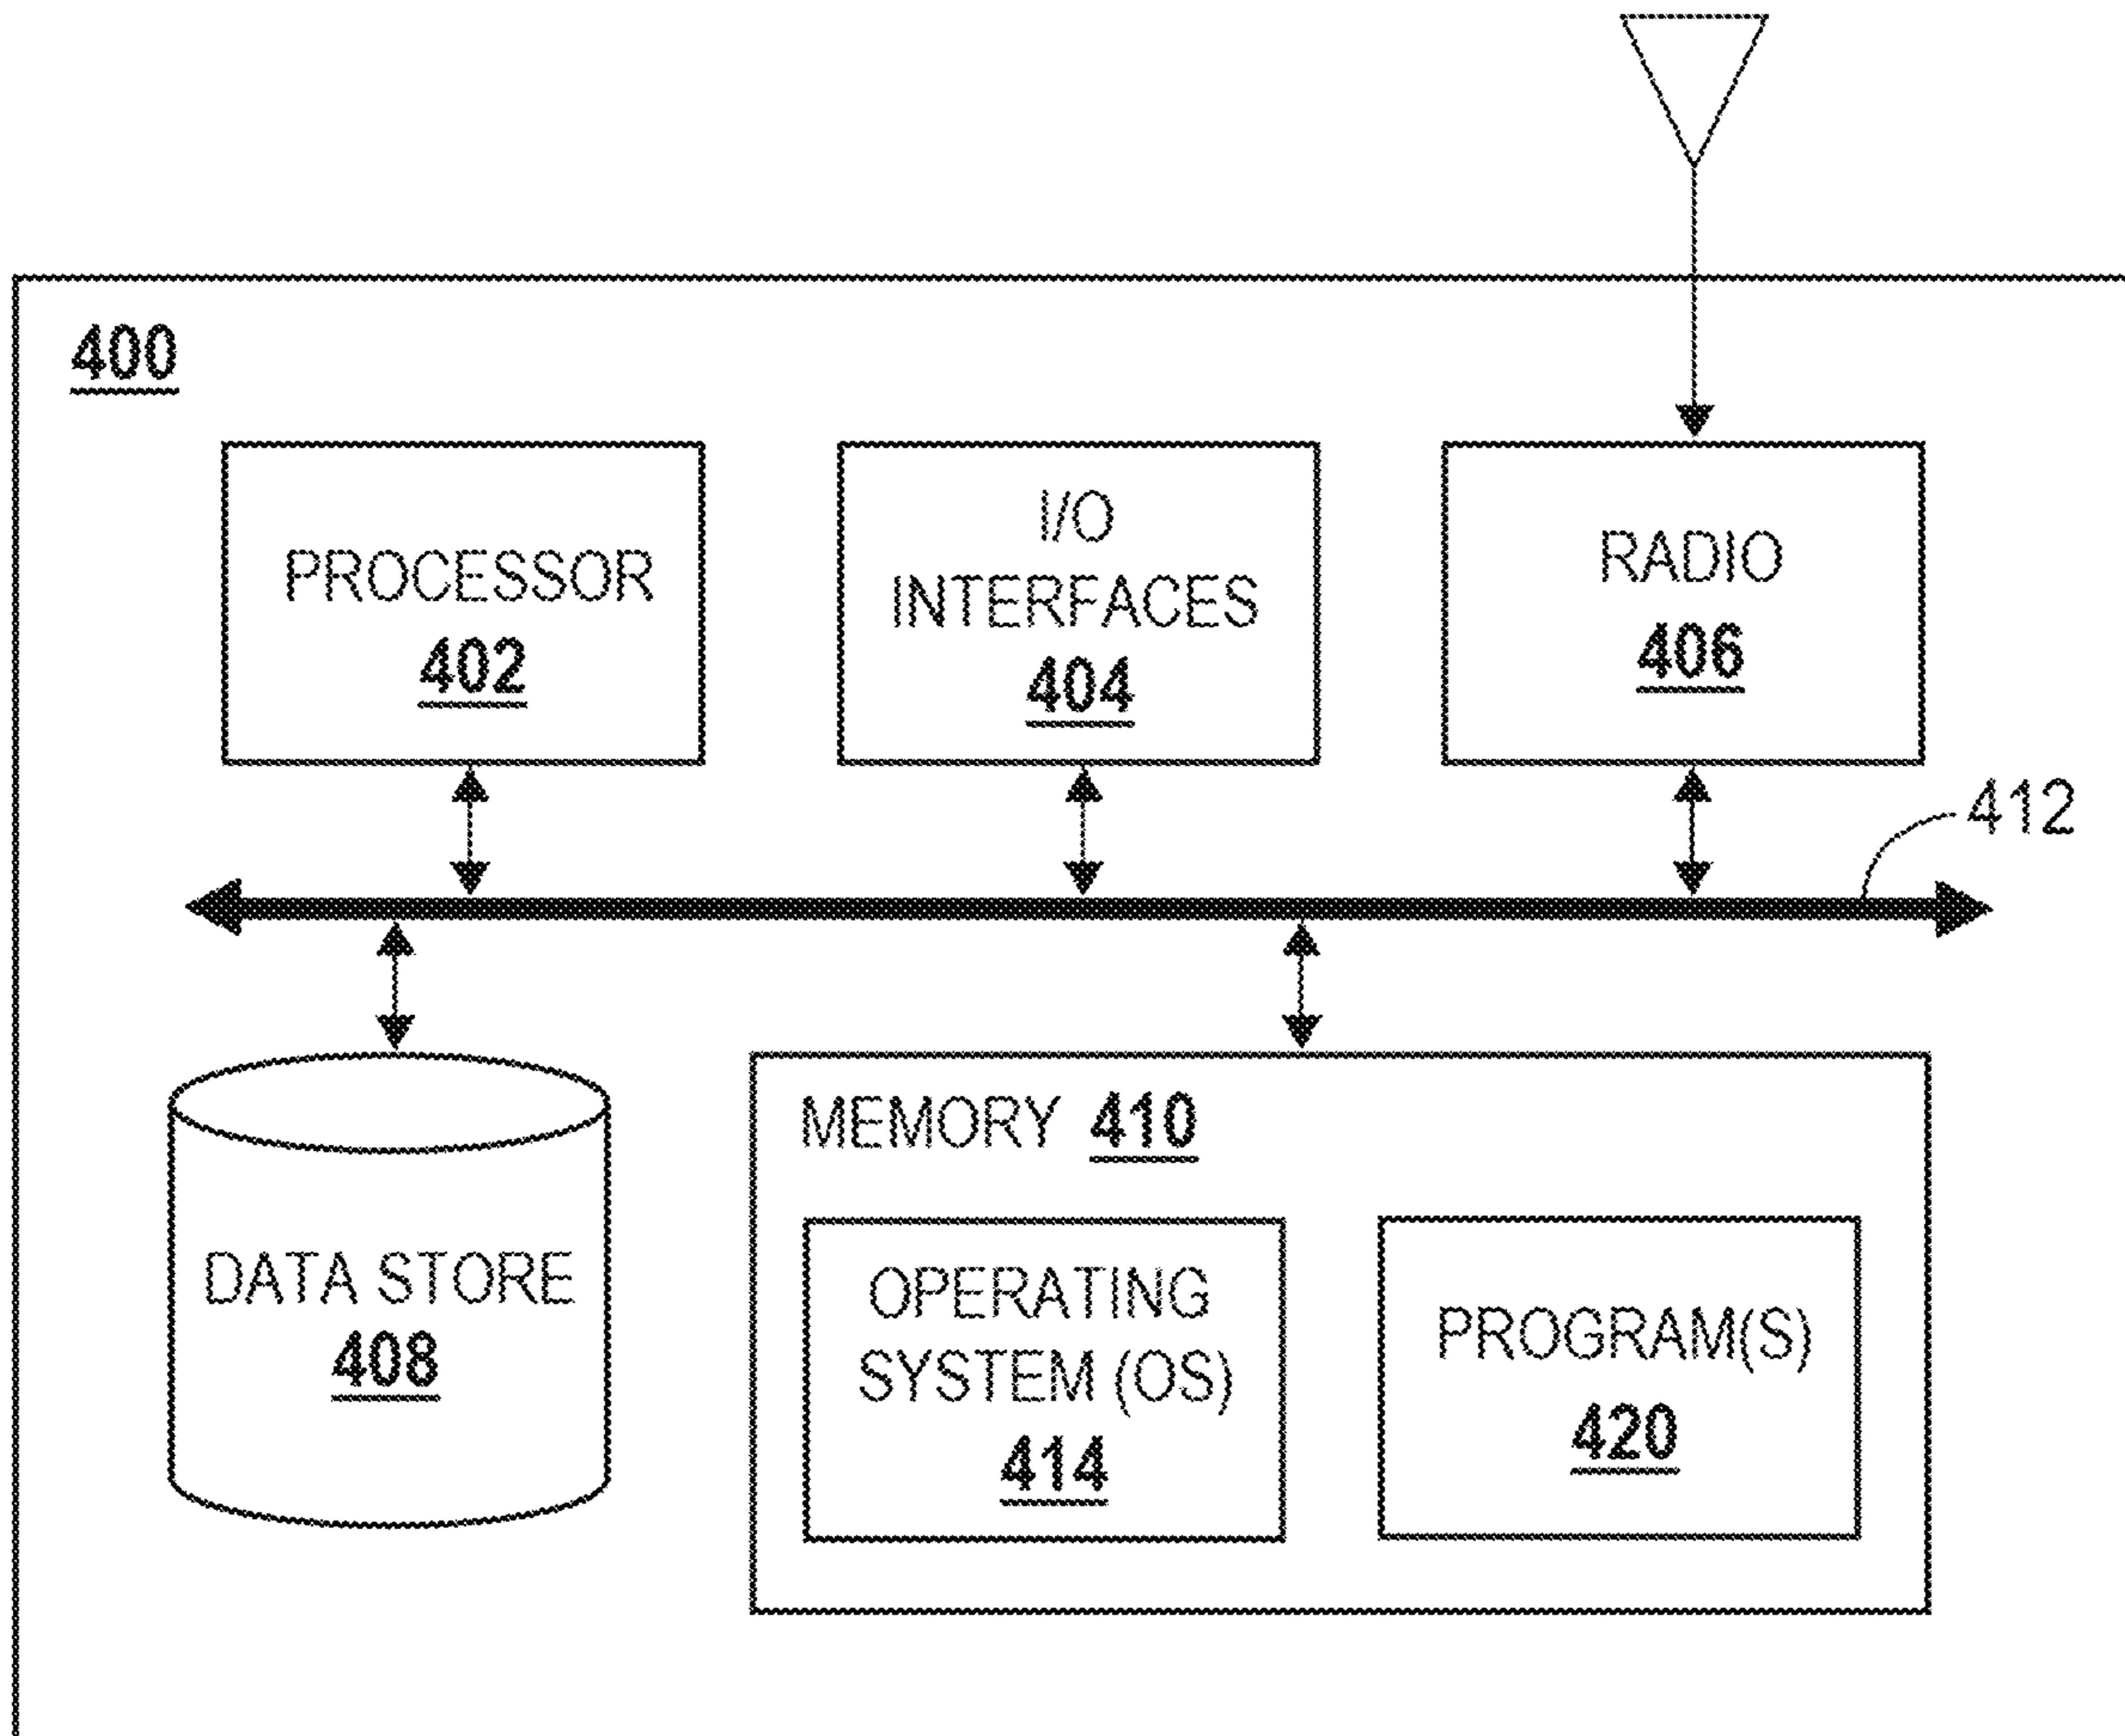 400
PROCESSOR
402
I/O
INTERFACES
404
RADIO
406
412
DATA STORE
408
MEMORY 410
OPERATING
SYSTEM (OS)
414
PROGRAM(S)
420